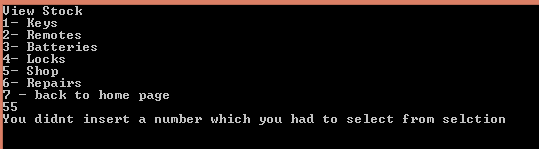 View Stock
1- Keys
2- Remotes
3- Batteries
4- Locks
5- Shop
6- Repairs
7 - back to home page
55
You didnt insert a number which you had to select from selction